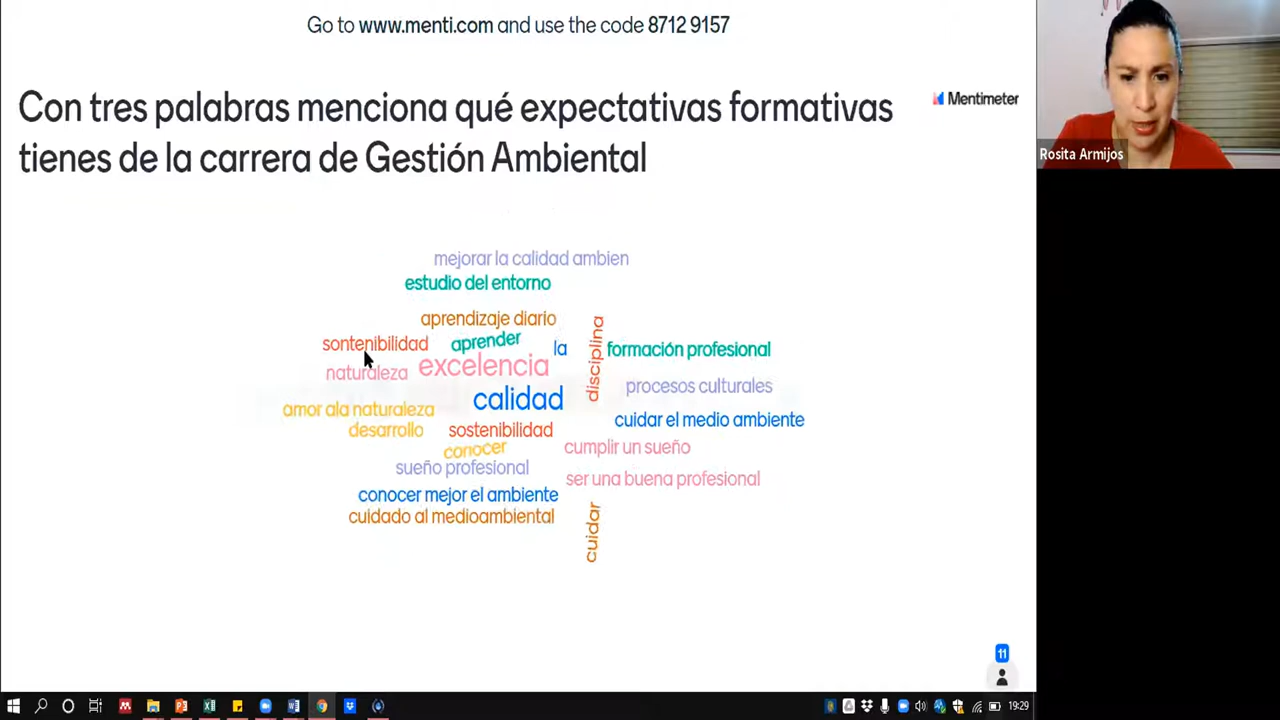 Go to www.menti.com and use the code 8712 9157
Con tres palabras menciona qué expectativas formativas
tienes de la carrera de Gestión Ambiental
Mentimeter
Rosita Armijos
mejorar la calidad ambien
estudio del entorno
aprendizaje diario
sontenibilidad
aprender
la
disciplina
formación profesional
naturaleza
excelencia
procesos culturales
calidad
amor ala naturaleza
cuidar el medio ambiente
desarrollo
sostenibilidad
conocer
cumplir un sueño
sueño profesional
ser una buena profesional
conocer mejor el ambiente
cuidado al medioambiental
cuidar
11
19:29